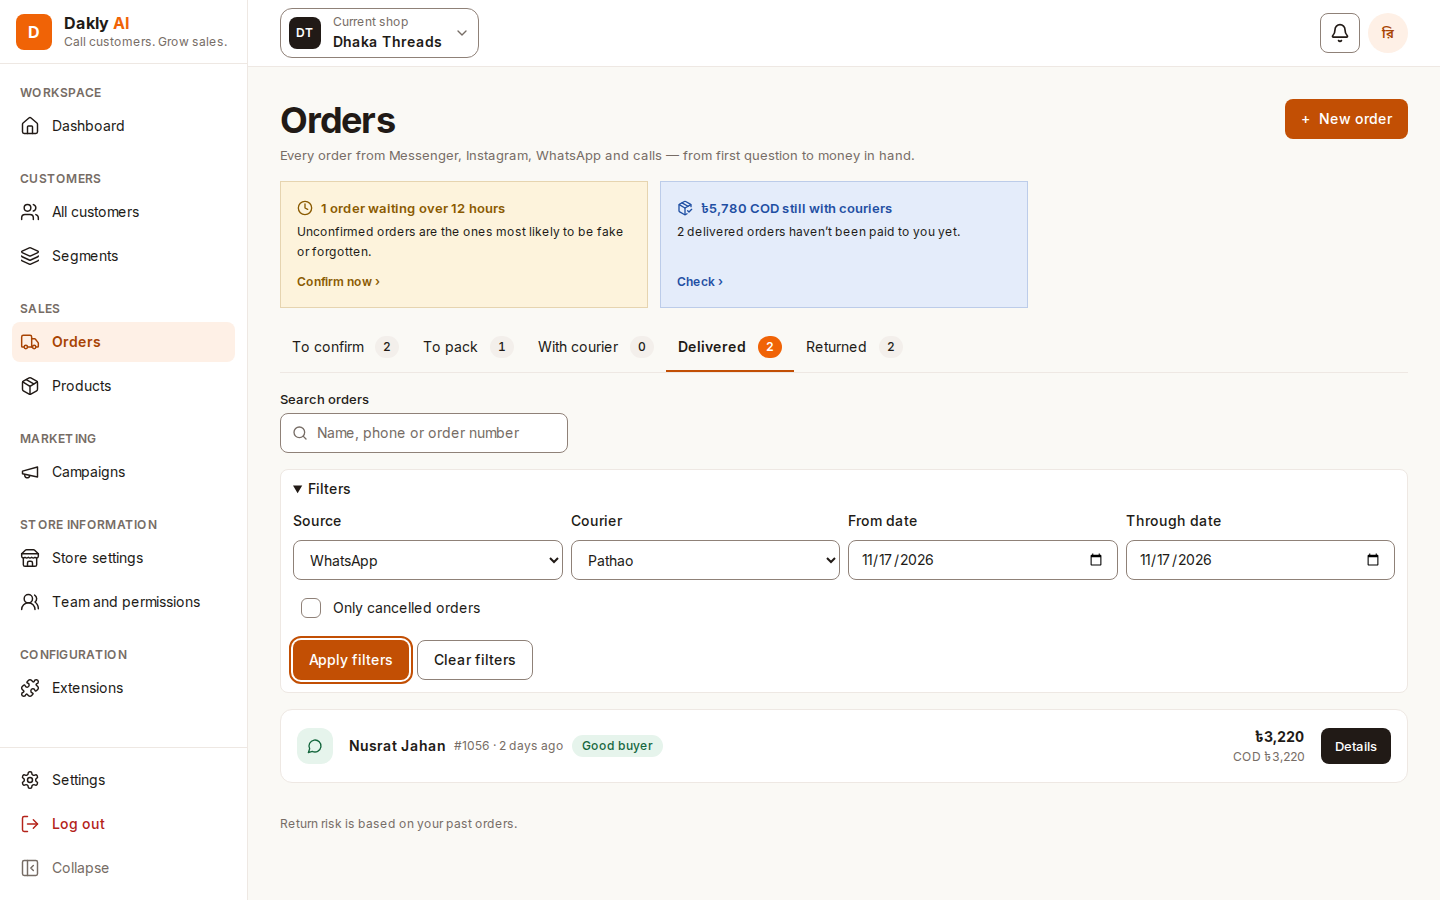 D
Dakly AI
Call customers. Grow sales.
WORKSPACE
Dashboard
CUSTOMERS
All customers
Segments
SALES
Orders
Products
MARKETING
Campaigns
STORE INFORMATION
Store settings
Team and permissions
CONFIGURATION
Extensions
Settings
Log out
Collapse
DT
Current shop
Dhaka Threads
রি
Orders
+ New order
Every order from Messenger, Instagram, WhatsApp and calls — from first question to money in hand.
1 order waiting over 12 hours
Unconfirmed orders are the ones most likely to be fake
or forgotten.
Confirm now ›
৳5,780 COD still with couriers
2 delivered orders haven’t been paid to you yet.
Check ›
To confirm 2 To pack 1 With courier 0 Delivered 2 Returned 2
Search orders
Name, phone or order number
▼ Filters
Source Courier From date Through date
WhatsApp Pathao 11/17/2026 11/17/2026
Only cancelled orders
Apply filters Clear filters
Nusrat Jahan #1056 · 2 days ago Good buyer
৳3,220
COD ৳3,220
Details
Return risk is based on your past orders.